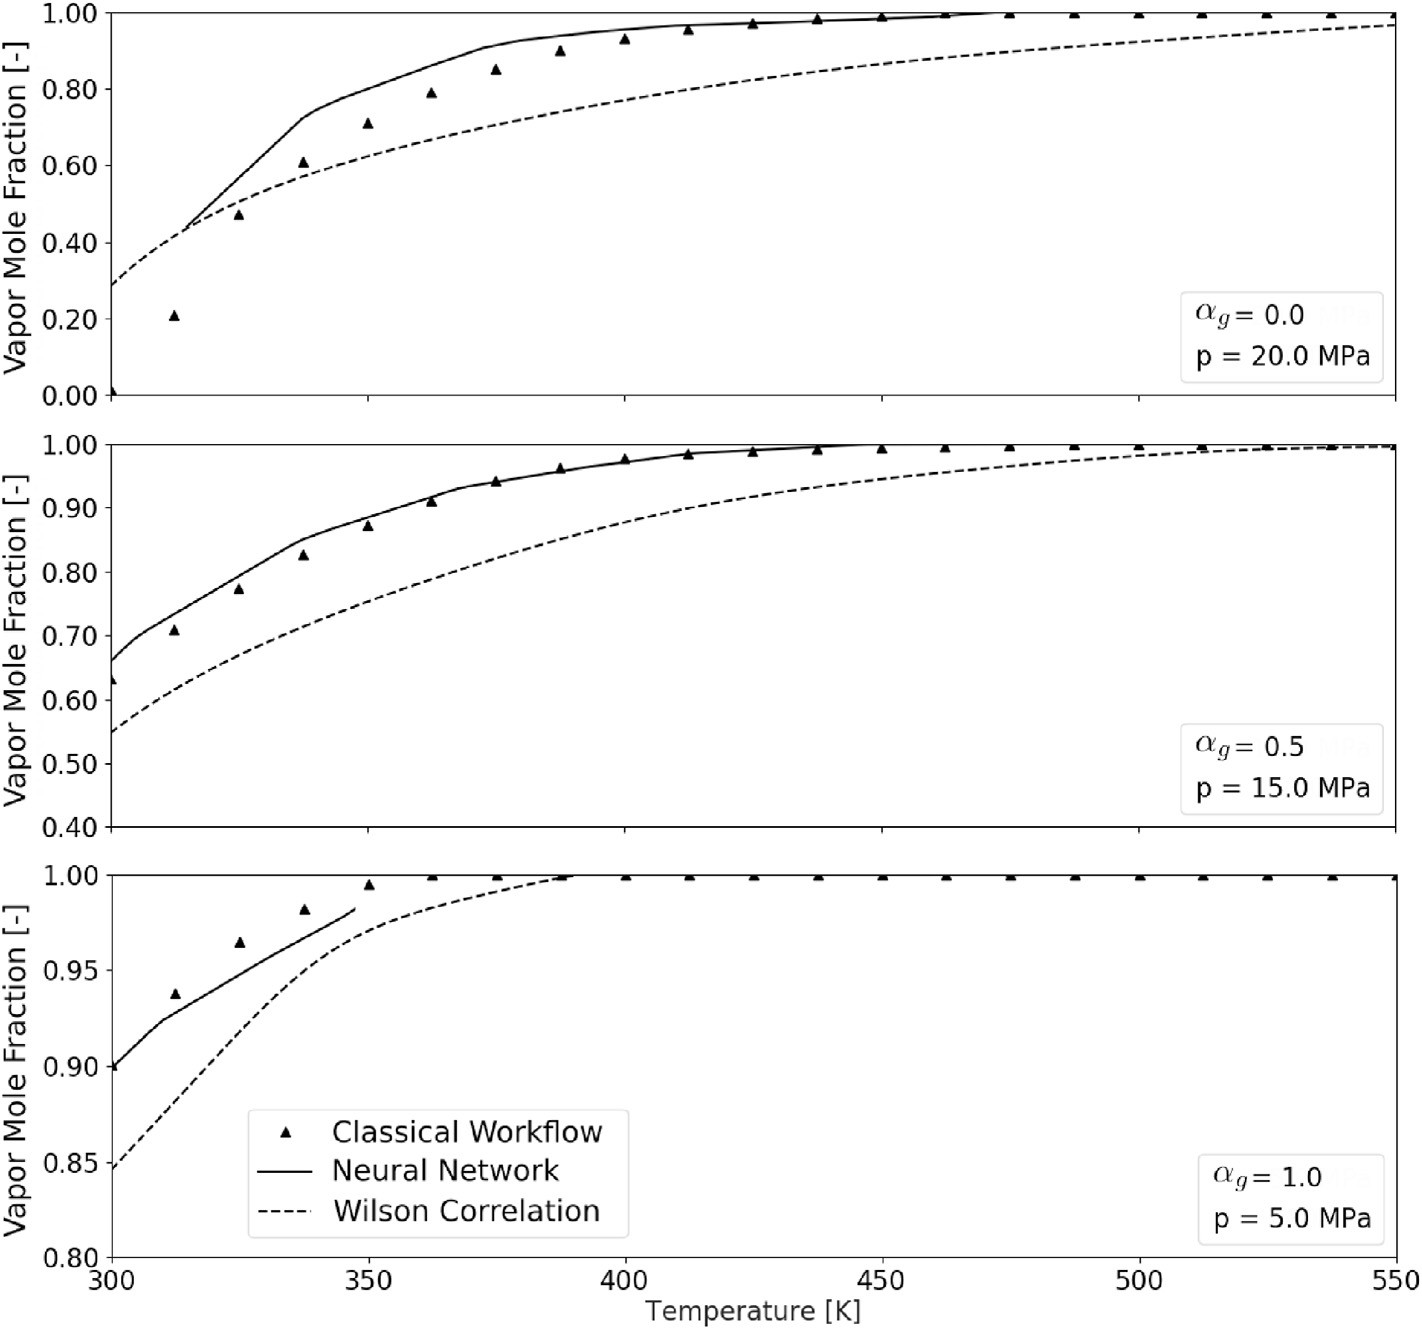 Vapor Mole Fraction [-]
1.00
0.80
0.60
0.40
0.20
0.00
α_g = 0.0
p = 20.0 MPa
Vapor Mole Fraction [-]
1.00
0.90
0.80
0.70
0.60
0.50
0.40
α_g = 0.5
p = 15.0 MPa
Vapor Mole Fraction [-]
1.00
0.95
0.90
0.85
0.80
Classical Workflow
Neural Network
Wilson Correlation
α_g = 1.0
p = 5.0 MPa
300 350 400 450 500 550
Temperature [K]